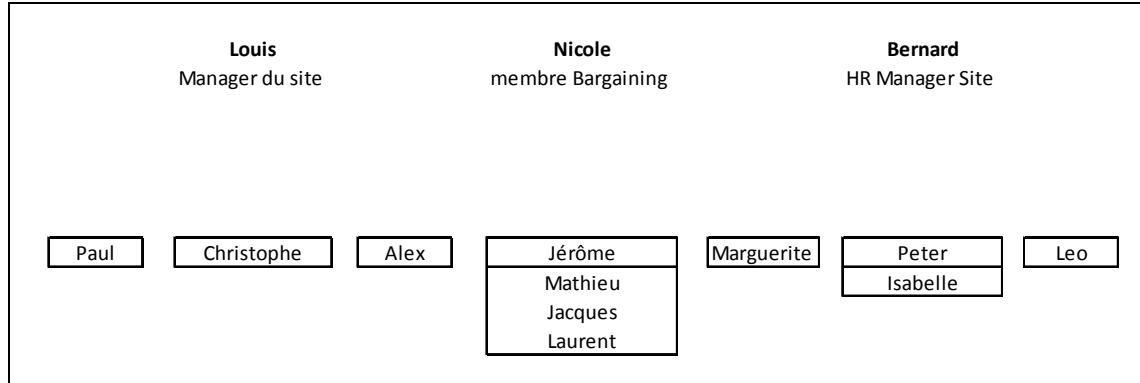 Louis Nicole Bernard
Manager du site membre Bargaining HR Manager Site
Paul Christophe Alex Jérôme Marguerite Peter Leo
Mathieu Isabelle
Jacques
Laurent